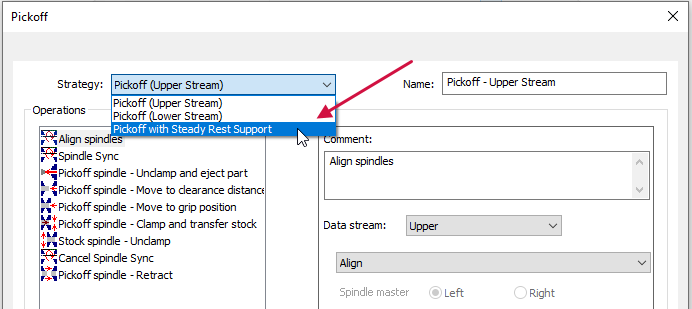 Pickoff
Strategy: Pickoff (Upper Stream) Name: Pickoff - Upper Stream
Pickoff (Upper Stream)
Pickoff (Lower Stream)
Pickoff with Steady Rest Support
Operations
Align spindles
Spindle Sync
Pickoff spindle - Unclamp and eject part
Pickoff spindle - Move to clearance distance
Pickoff spindle - Move to grip position
Pickoff spindle - Clamp and transfer stock
Stock spindle - Unclamp
Cancel Spindle Sync
Pickoff spindle - Retract
Comment:
Align spindles
Data stream: Upper
Align
Spindle master Left Right